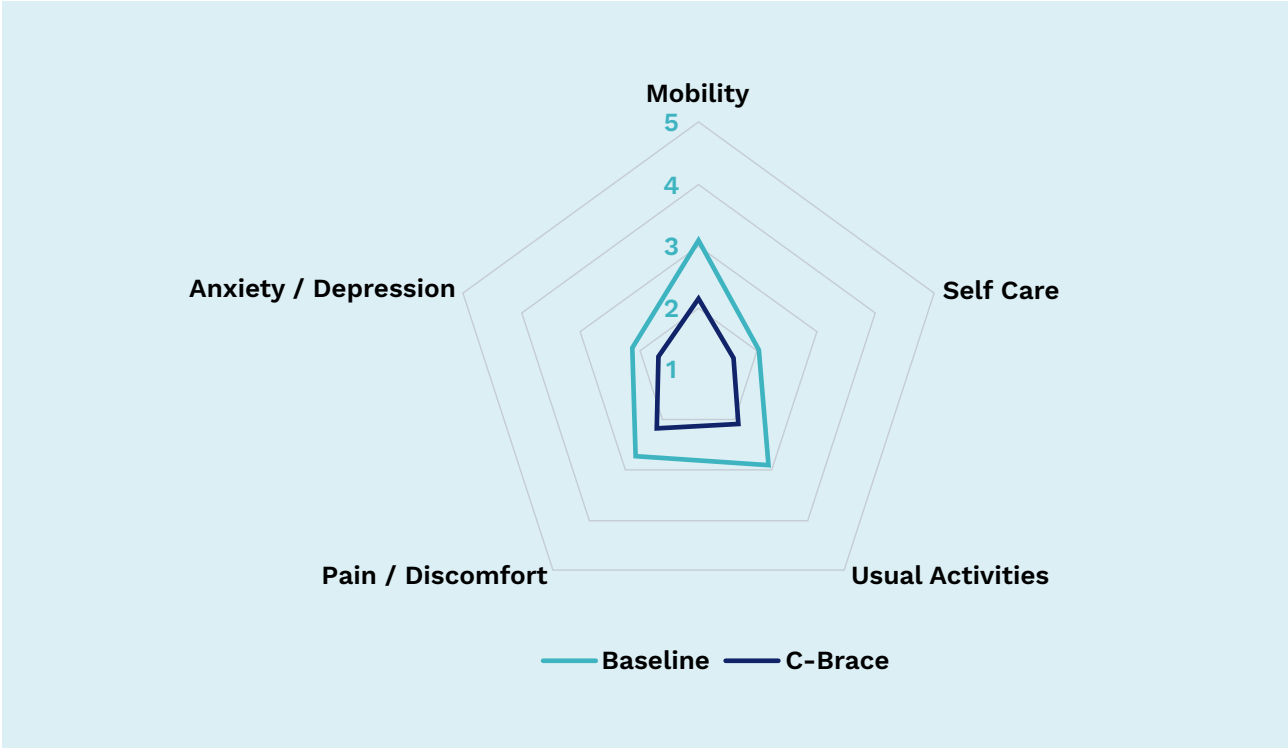 Mobility
5
4
3
Anxiety / Depression
Self Care
2
1
Pain / Discomfort
Usual Activities
Baseline
C-Brace